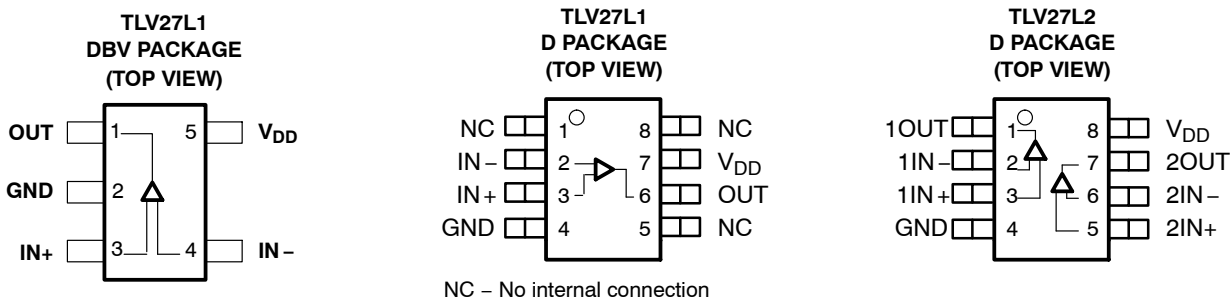 TLV27L1
DBV PACKAGE
(TOP VIEW)
OUT 1 5 VDD
GND 2
IN+ 3 4 IN−
TLV27L1
D PACKAGE
(TOP VIEW)
NC 1 8 NC
IN− 2 7 VDD
IN+ 3 6 OUT
GND 4 5 NC
NC − No internal connection
TLV27L2
D PACKAGE
(TOP VIEW)
1OUT 1 8 VDD
1IN− 2 7 2OUT
1IN+ 3 6 2IN−
GND 4 5 2IN+